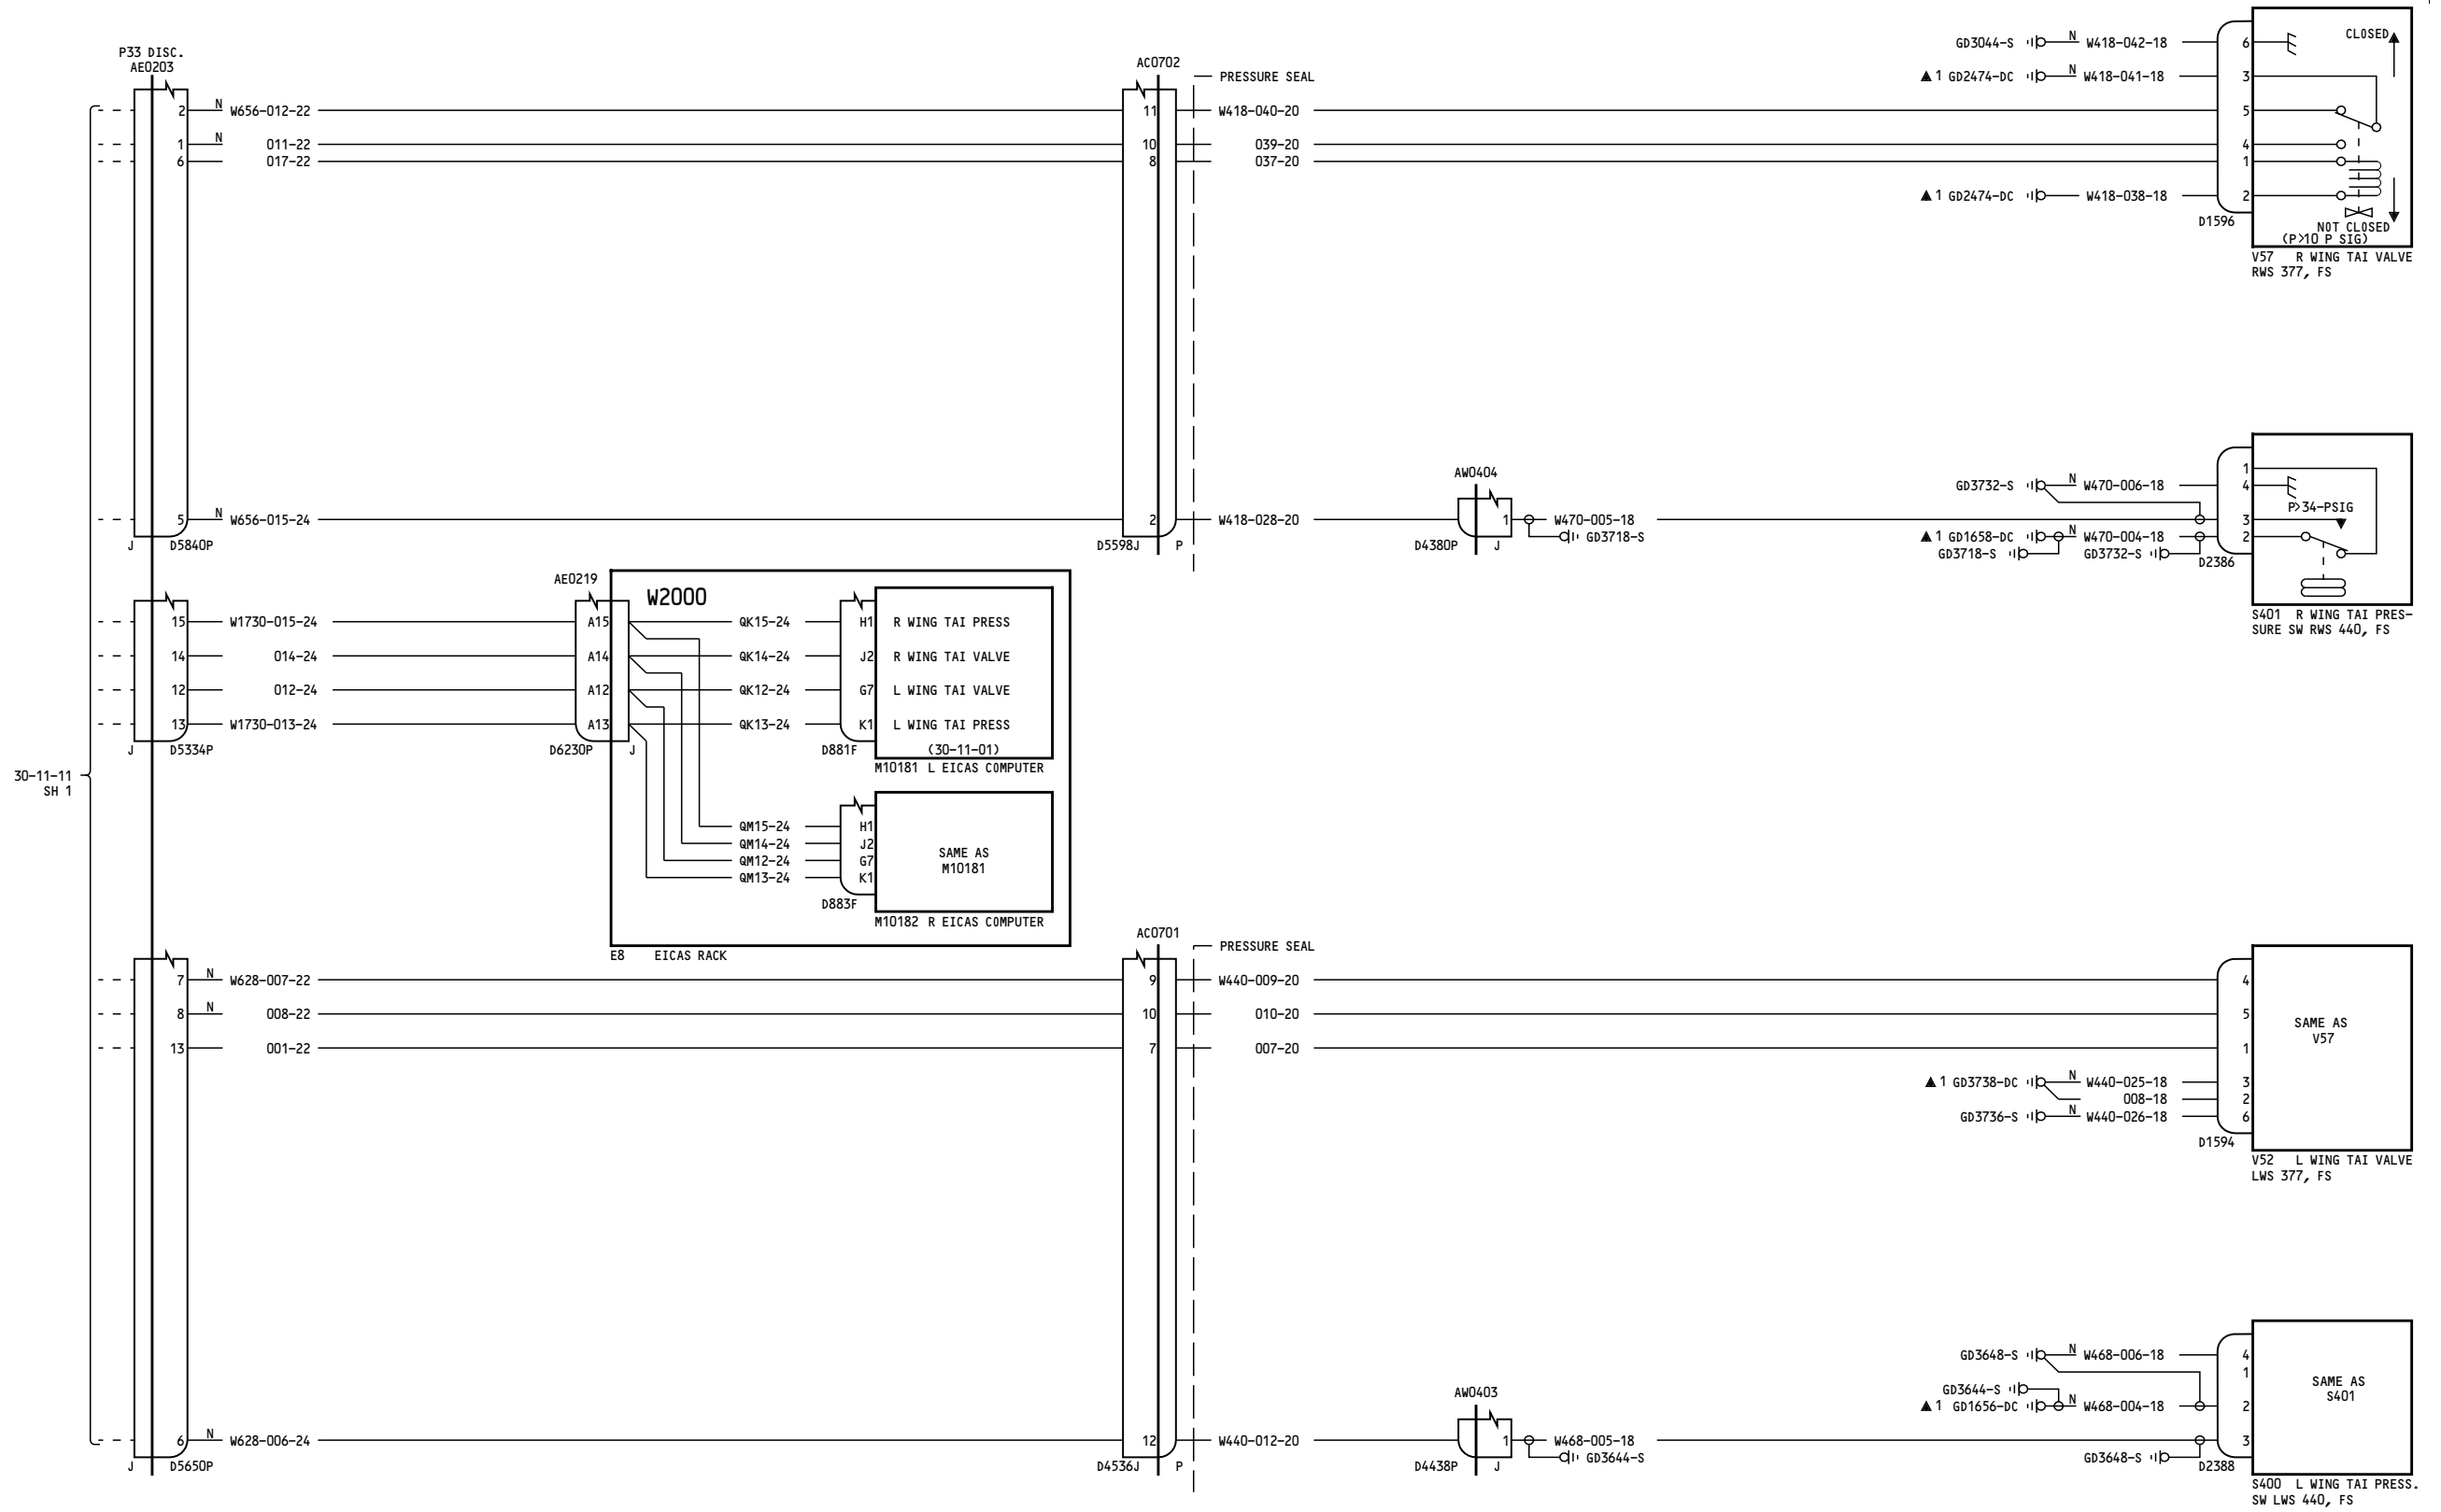 P33 DISC.
AE0203
2 N W656-012-22
1 N 011-22
6 017-22
5 N W656-015-24
J D5840P
AC0702
PRESSURE SEAL
11 W418-040-20
10 039-20
8 037-20
2 W418-028-20
D5598J P
GD3044-S N W418-042-18 6
▲1 GD2474-DC N W418-041-18 3
5
4
1
▲1 GD2474-DC W418-038-18 2
D1596
CLOSED
NOT CLOSED
(P>10 P SIG)
V57 R WING TAI VALVE
RWS 377, FS
AW0404
1 W470-005-18
GD3718-S
D4380P J
1
GD3732-S N W470-006-18 4
3
▲1 GD1658-DC N W470-004-18 2
GD3718-S GD3732-S
D2386
P>34-PSIG
S401 R WING TAI PRES-
SURE SW RWS 440, FS
15 W1730-015-24
14 014-24
12 012-24
13 W1730-013-24
J D5334P
AE0219
A15
A14
A12
A13
D6230P J
W2000
QK15-24 H1 R WING TAI PRESS
QK14-24 J2 R WING TAI VALVE
QK12-24 G7 L WING TAI VALVE
QK13-24 K1 L WING TAI PRESS
D881F (30-11-01)
M10181 L EICAS COMPUTER
30-11-11
SH 1
QM15-24 H1
QM14-24 J2
QM12-24 G7
QM13-24 K1
SAME AS
M10181
D883F
M10182 R EICAS COMPUTER
E8 EICAS RACK
7 N W628-007-22
8 N 008-22
13 001-22
6 N W628-006-24
J D5650P
AC0701
PRESSURE SEAL
9 W440-009-20
10 010-20
7 007-20
12 W440-012-20
D4536J P
4
5
1
▲1 GD3738-DC N W440-025-18 3
008-18 2
GD3736-S N W440-026-18 6
D1594
SAME AS
V57
V52 L WING TAI VALVE
LWS 377, FS
AW0403
1 W468-005-18
GD3644-S
D4438P J
GD3648-S N W468-006-18 4
1
GD3644-S
▲1 GD1656-DC N W468-004-18 2
3
GD3648-S
D2388
SAME AS
S401
S400 L WING TAI PRESS.
SW LWS 440, FS